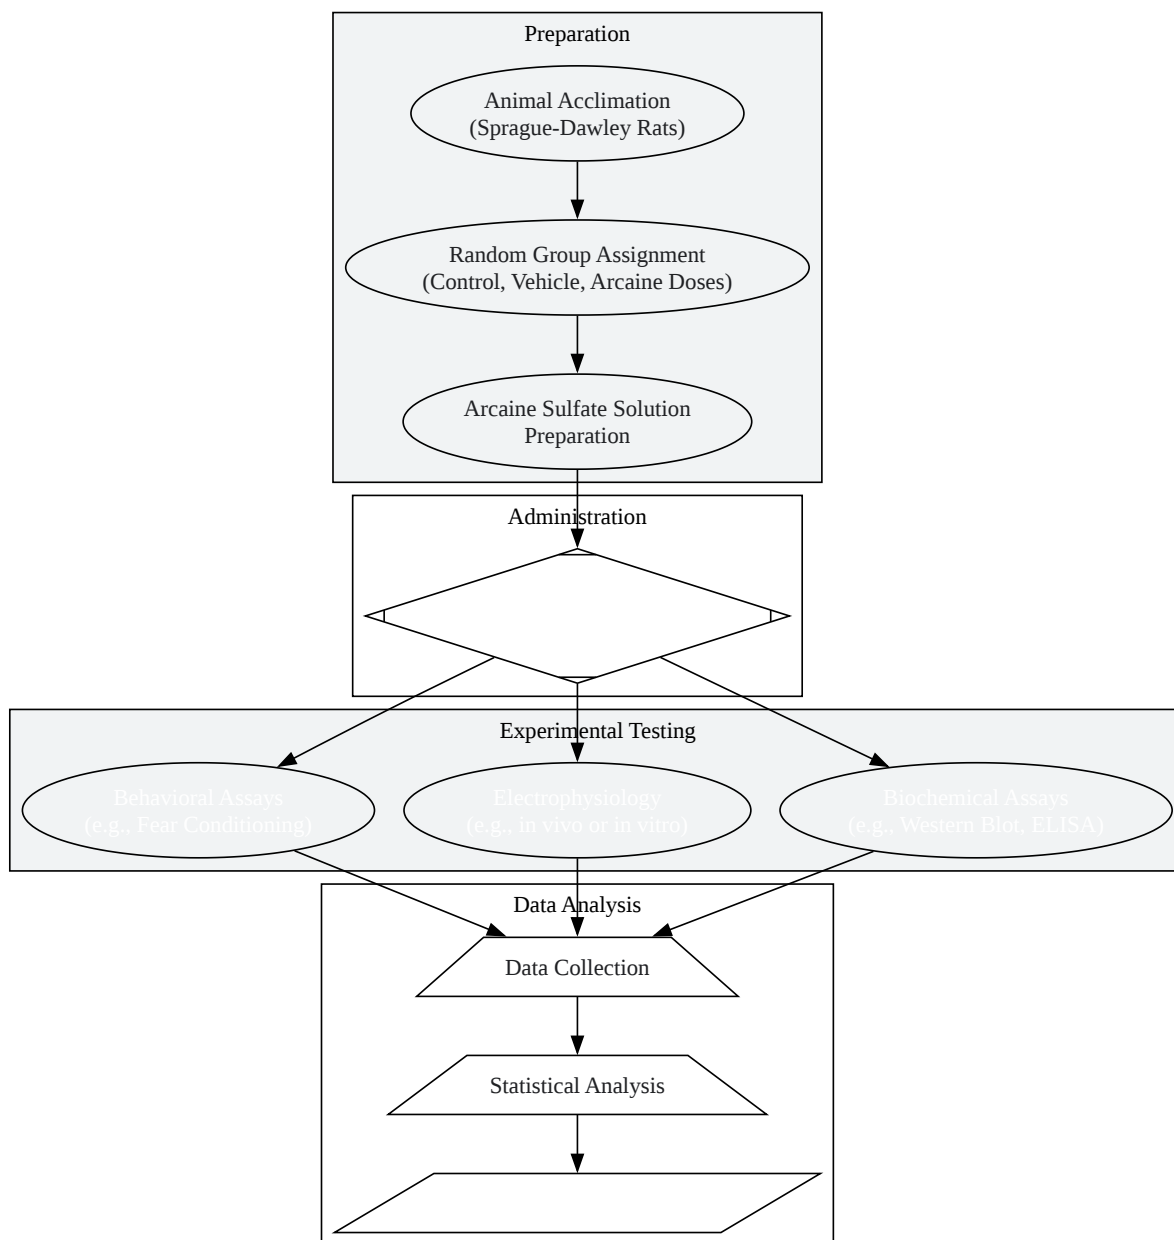 Preparation
Animal Acclimation
(Sprague-Dawley Rats)
Random Group Assignment
(Control, Vehicle, Arcaine Doses)
Arcaine Sulfate Solution
Preparation
Administration
Experimental Testing
Behavioral Assays
(e.g., Fear Conditioning)
Electrophysiology
(e.g., in vivo or in vitro)
Biochemical Assays
(e.g., Western Blot, ELISA)
Data Analysis
Data Collection
Statistical Analysis